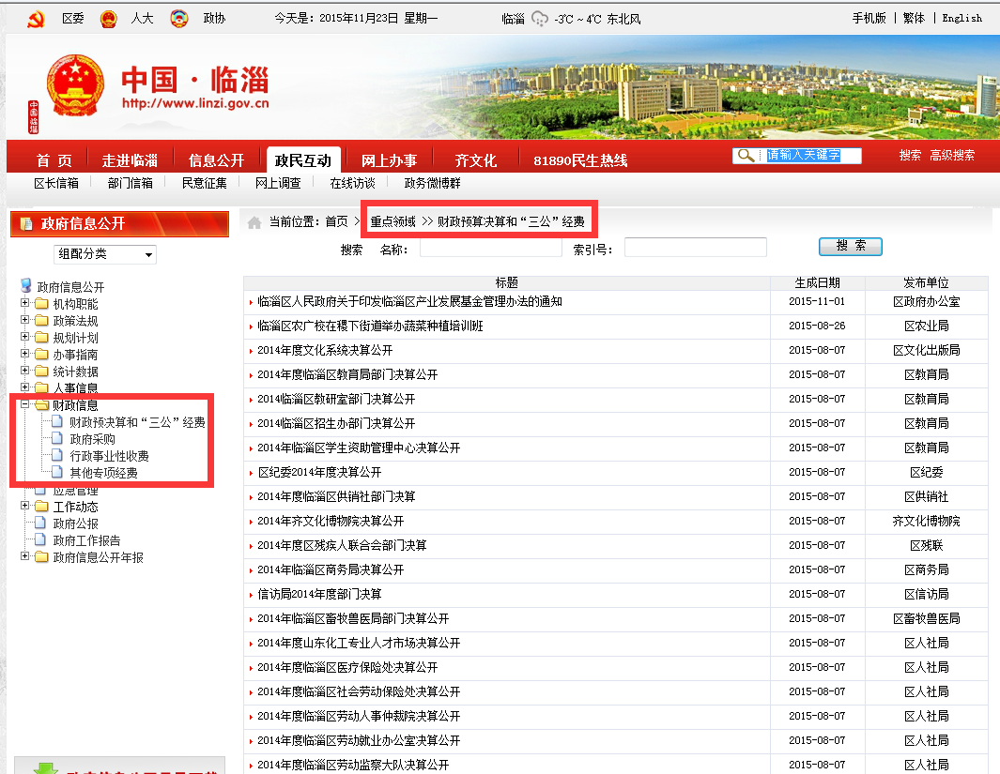 区委 人大 政协 今天是：2015年11月23日 星期一 临淄 -3℃ ~ 4℃ 东北风 手机版 | 繁体 | English
中国·临淄
http://www.linzi.gov.cn
中国临淄
首 页 走进临淄 信息公开 政民互动 网上办事 齐文化 81890民生热线 请输入关键字 搜索 高级搜索
区长信箱 部门信箱 民意征集 网上调查 在线访谈 政务微博群
政府信息公开
组配分类
政府信息公开
机构职能
政策法规
规划计划
办事指南
统计数据
人事信息
财政信息
财政预决算和“三公”经费
政府采购
行政事业性收费
其他专项经费
应急管理
工作动态
政府公报
政府工作报告
政府信息公开年报
当前位置：首页 > 重点领域 >> 财政预算决算和“三公”经费
搜索 名称： 索引号： 搜 索
标题 生成日期 发布单位
临淄区人民政府关于印发临淄区产业发展基金管理办法的通知 2015-11-01 区政府办公室
临淄区农广校在稷下街道举办蔬菜种植培训班 2015-08-26 区农业局
2014年度文化系统决算公开 2015-08-07 区文化出版局
2014年度临淄区教育局部门决算公开 2015-08-07 区教育局
2014临淄区教研室部门决算公开 2015-08-07 区教育局
2014临淄区招生办部门决算公开 2015-08-07 区教育局
2014年临淄区学生资助管理中心决算公开 2015-08-07 区教育局
区纪委2014年度决算公开 2015-08-07 区纪委
2014年度临淄区供销社部门决算 2015-08-07 区供销社
2014年齐文化博物院决算公开 2015-08-07 齐文化博物院
2014年度区残疾人联合会部门决算 2015-08-07 区残联
2014年临淄区商务局决算公开 2015-08-07 区商务局
信访局2014年度部门决算 2015-08-07 区信访局
2014年临淄区畜牧兽医局部门决算公开 2015-08-07 区畜牧兽医局
2014年度山东化工专业人才市场决算公开 2015-08-07 区人社局
2014年度临淄区医疗保险处决算公开 2015-08-07 区人社局
2014年度临淄区社会劳动保险处决算公开 2015-08-07 区人社局
2014年度临淄区劳动人事仲裁院决算公开 2015-08-07 区人社局
2014年度临淄区劳动就业办公室决算公开 2015-08-07 区人社局
2014年度临淄区劳动监察大队决算公开 2015-08-07 区人社局